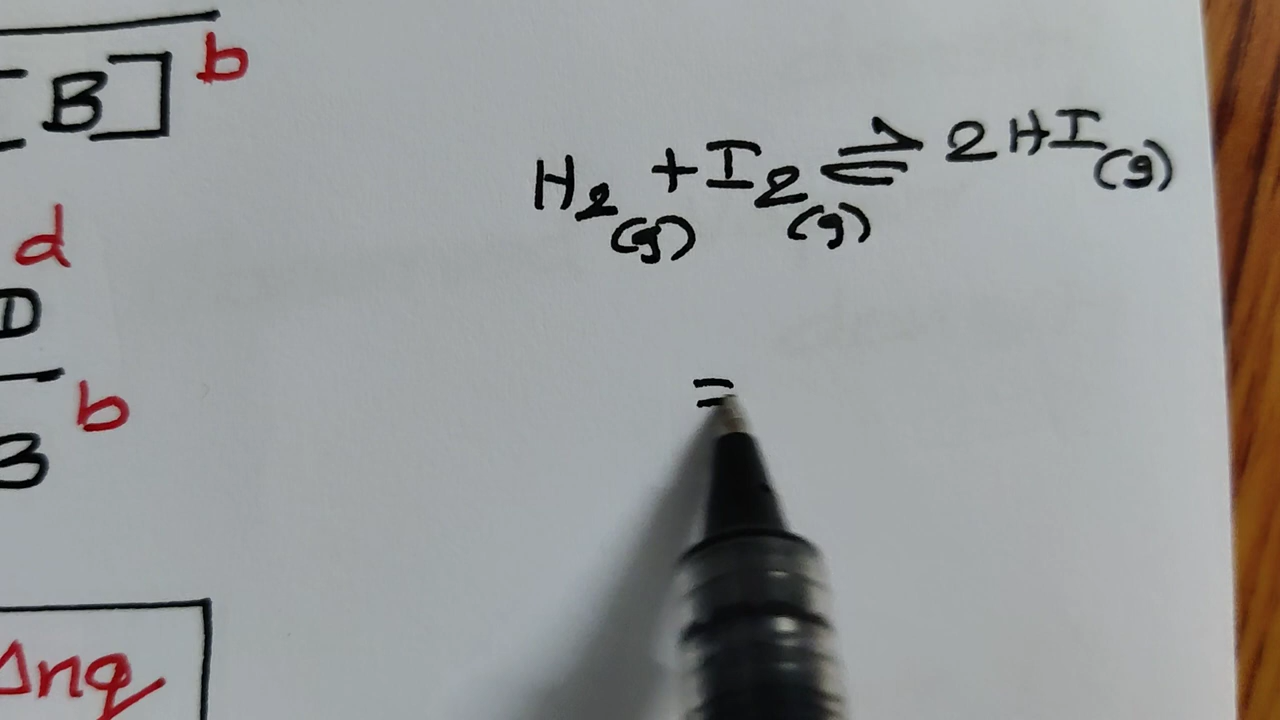 [B]^b
H₂(g) + I₂(g) ⇌ 2HI(g)
d
D
b
B
=
Δng